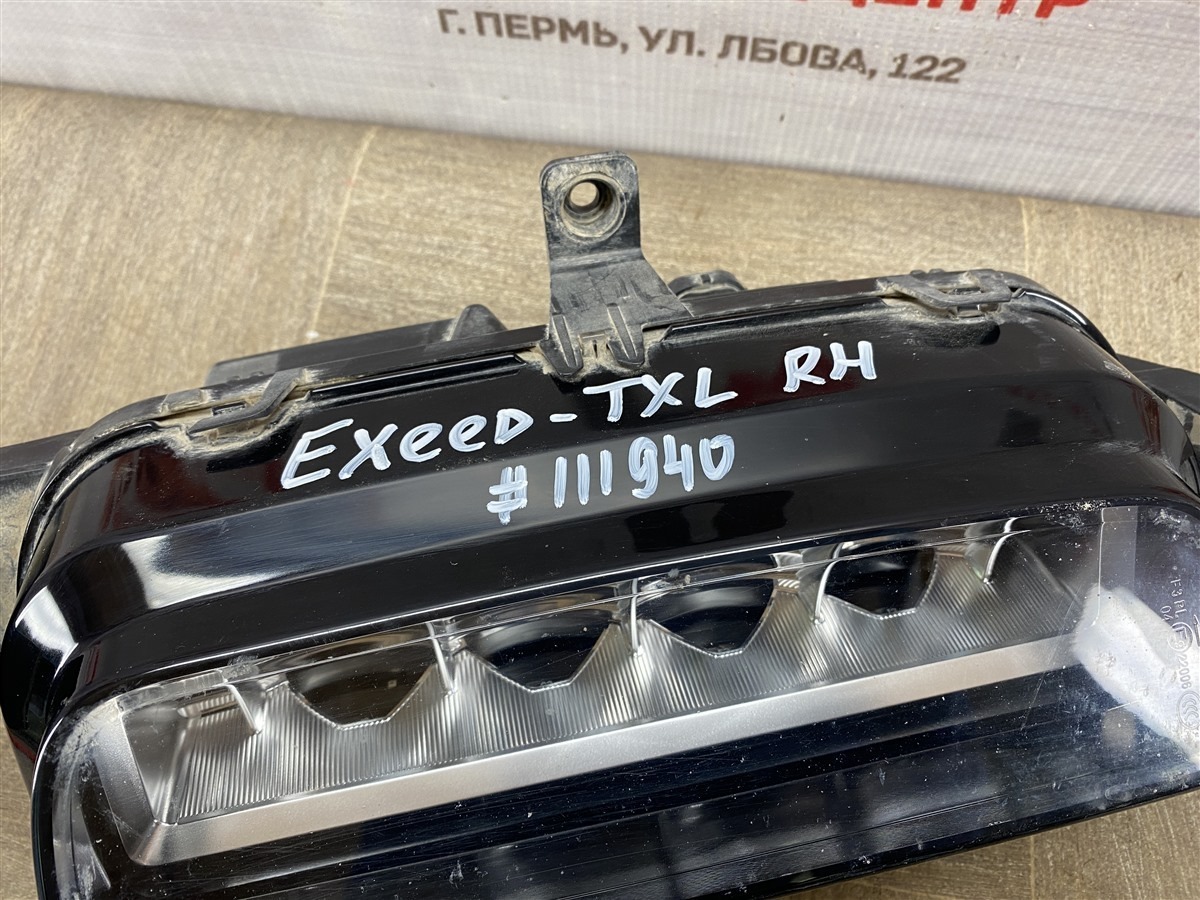 Г. ПЕРМЬ, УЛ. ЛБОВА, 122
EXEED-TXL RH
#111940